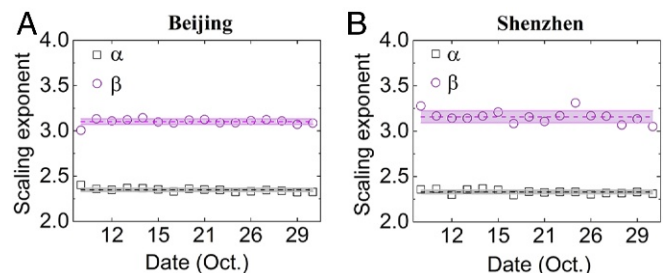 A
Beijing
Scaling exponent
4.0
3.5
3.0
2.5
2.0
α
β
12
15
21
26
29
Date (Oct.)
B
Shenzhen
Scaling exponent
4.0
3.5
3.0
2.5
2.0
α
β
12
15
21
26
29
Date (Oct.)